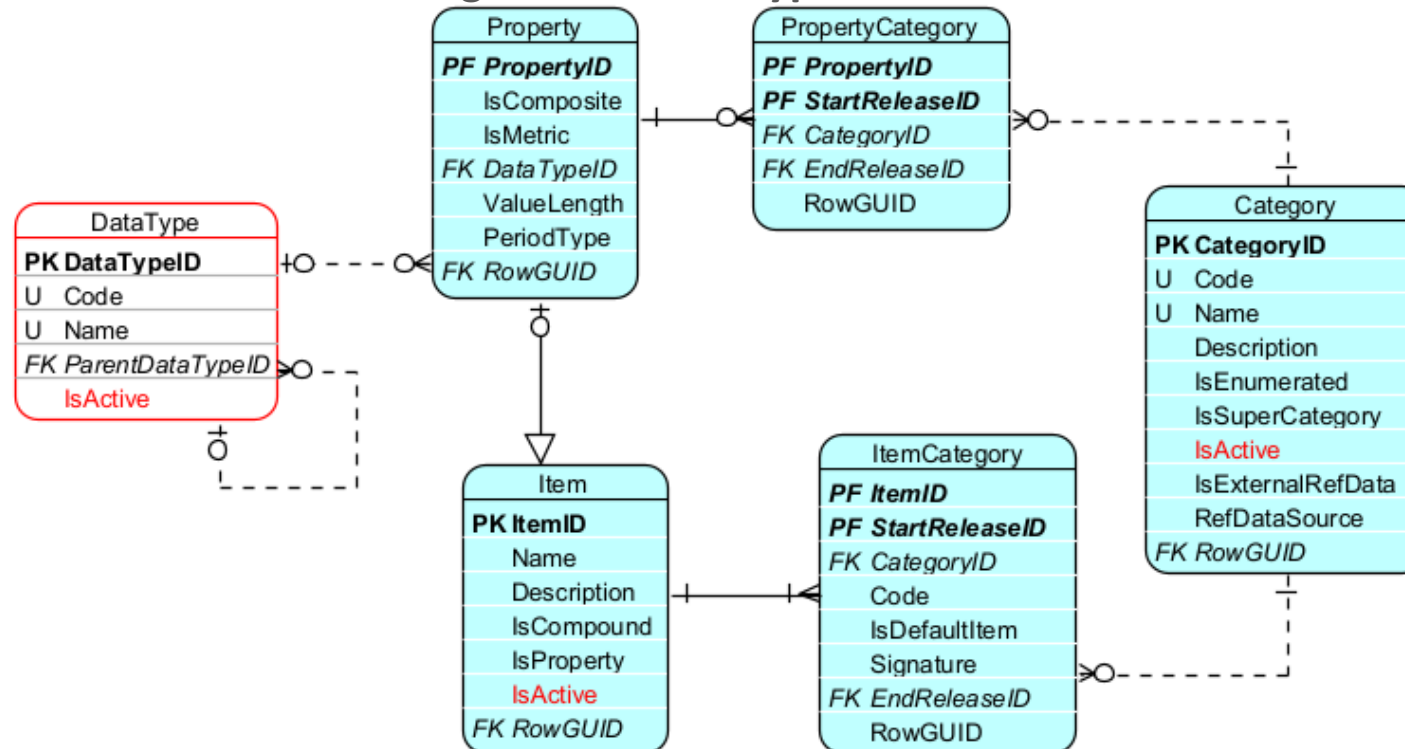 Property
PF PropertyID
IsComposite
IsMetric
FK DataTypeID
ValueLength
PeriodType
FK RowGUID
PropertyCategory
PF PropertyID
PF StartReleaseID
FK CategoryID
FK EndReleaseID
RowGUID
DataType
PK DataTypeID
U Code
U Name
FK ParentDataTypeID
IsActive
Category
PK CategoryID
U Code
U Name
Description
IsEnumerated
IsSuperCategory
IsActive
IsExternalRefData
RefDataSource
FK RowGUID
Item
PK ItemID
Name
Description
IsCompound
IsProperty
IsActive
FK RowGUID
ItemCategory
PF ItemID
PF StartReleaseID
FK CategoryID
Code
IsDefaultItem
Signature
FK EndReleaseID
RowGUID